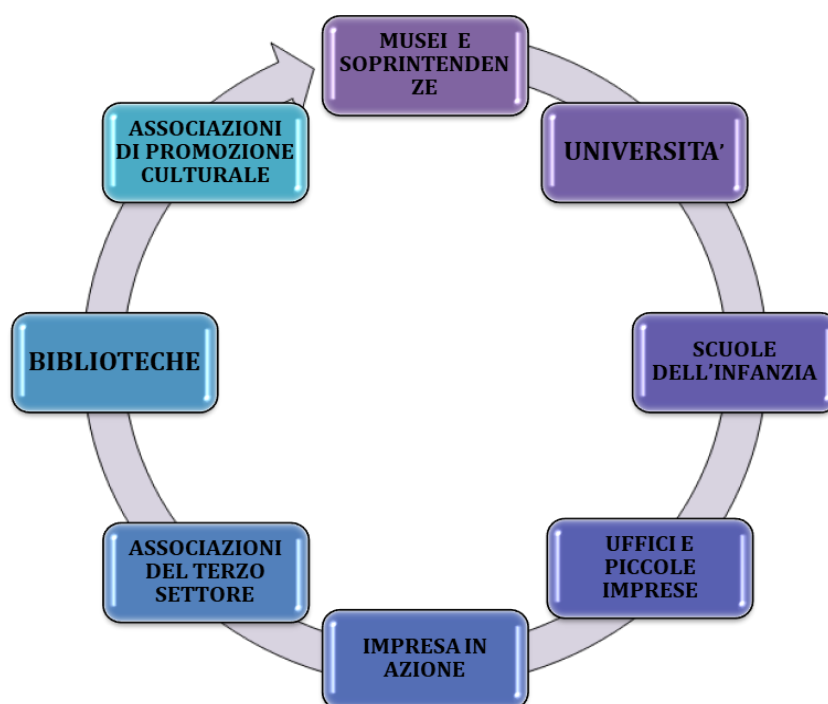 MUSEI E
SOPRINTENDEN
ZE
UNIVERSITA’
SCUOLE
DELL’INFANZIA
UFFICI E
PICCOLE
IMPRESE
IMPRESA IN
AZIONE
ASSOCIAZIONI
DEL TERZO
SETTORE
BIBLIOTECHE
ASSOCIAZIONI
DI PROMOZIONE
CULTURALE